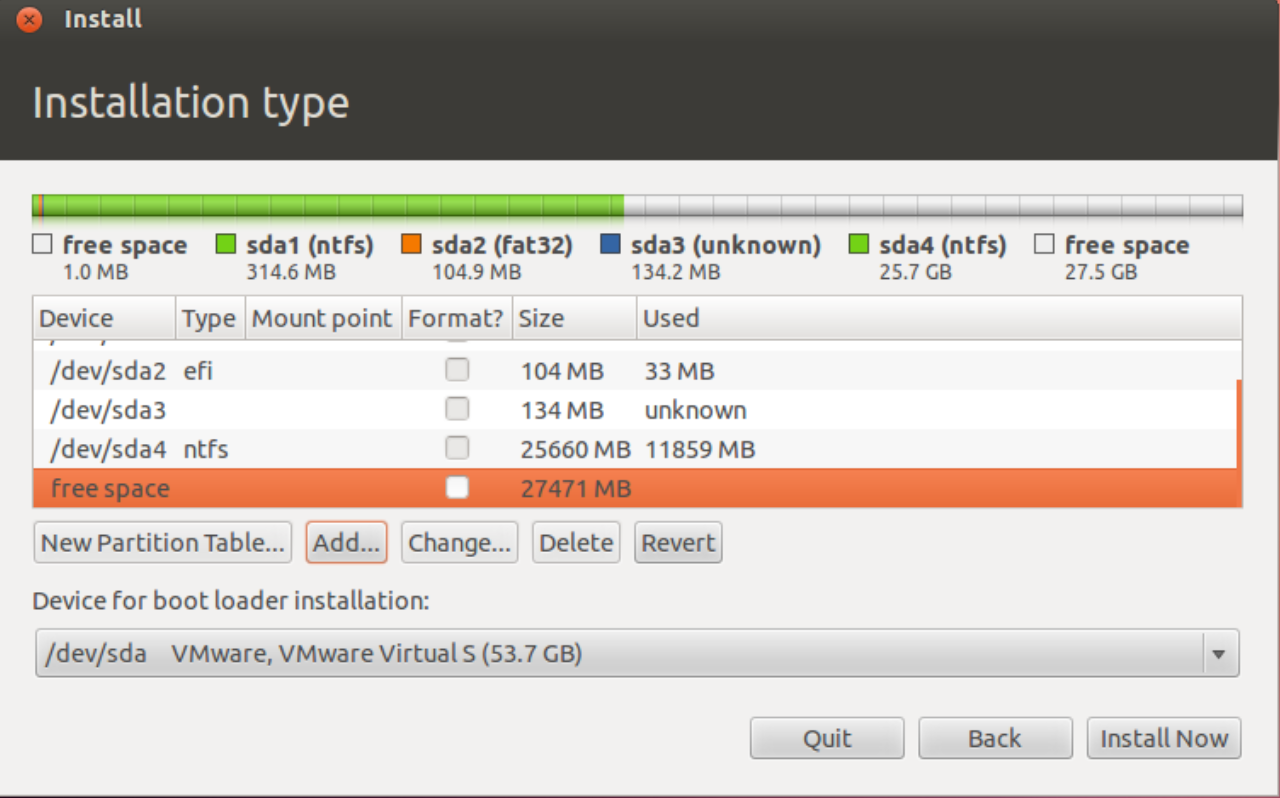 Install
Installation type
free space sda1 (ntfs) sda2 (fat32) sda3 (unknown) sda4 (ntfs) free space
1.0 MB 314.6 MB 104.9 MB 134.2 MB 25.7 GB 27.5 GB
Device Type Mount point Format? Size Used
/dev/sda2 efi 104 MB 33 MB
/dev/sda3 134 MB unknown
/dev/sda4 ntfs 25660 MB 11859 MB
free space 27471 MB
New Partition Table... Add... Change... Delete Revert
Device for boot loader installation:
/dev/sda VMware, VMware Virtual S (53.7 GB)
Quit Back Install Now